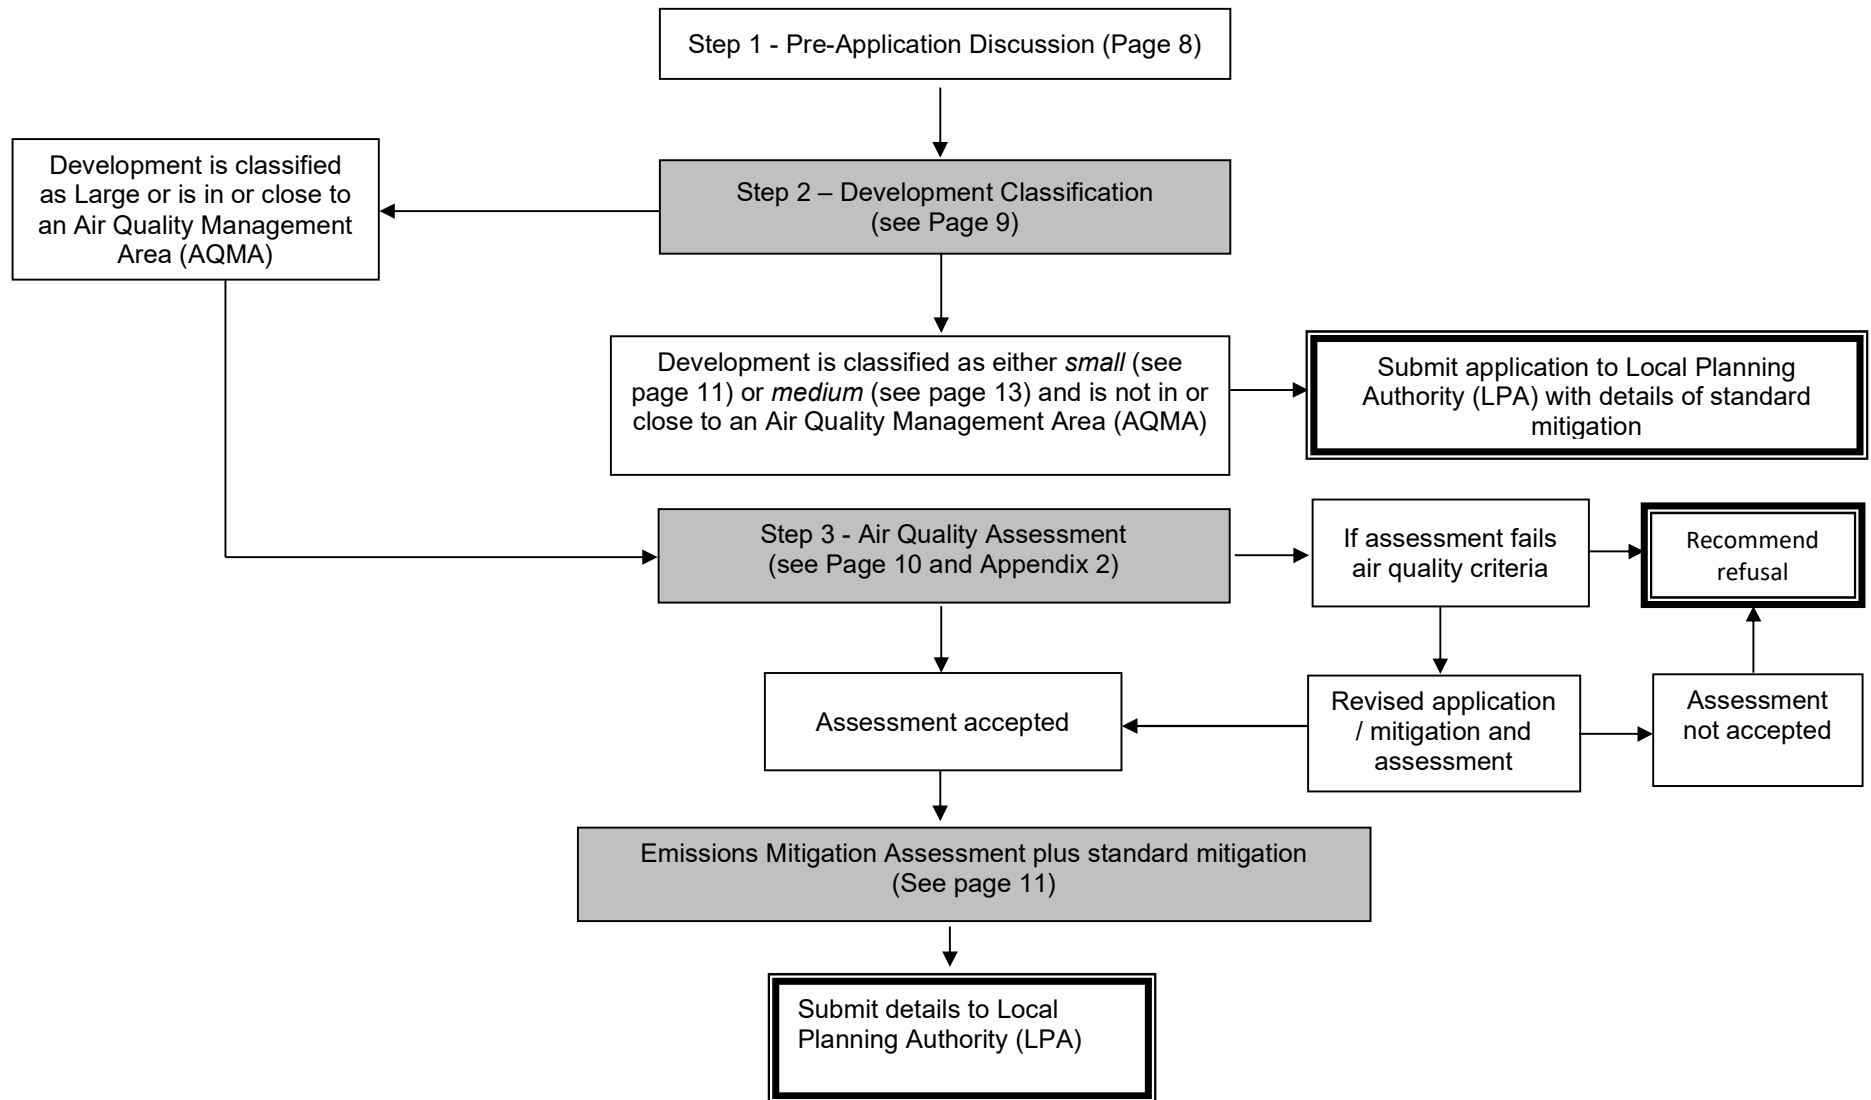 Step 1 - Pre-Application Discussion (Page 8)
Development is classified
as Large or is in or close to
an Air Quality Management
Area (AQMA)
Step 2 – Development Classification
(see Page 9)
Development is classified as either small (see
page 11) or medium (see page 13) and is not in or
close to an Air Quality Management Area (AQMA)
Submit application to Local Planning
Authority (LPA) with details of standard
mitigation
Step 3 - Air Quality Assessment
(see Page 10 and Appendix 2)
If assessment fails
air quality criteria
Recommend
refusal
Assessment accepted
Revised application
/ mitigation and
assessment
Assessment
not accepted
Emissions Mitigation Assessment plus standard mitigation
(See page 11)
Submit details to Local
Planning Authority (LPA)